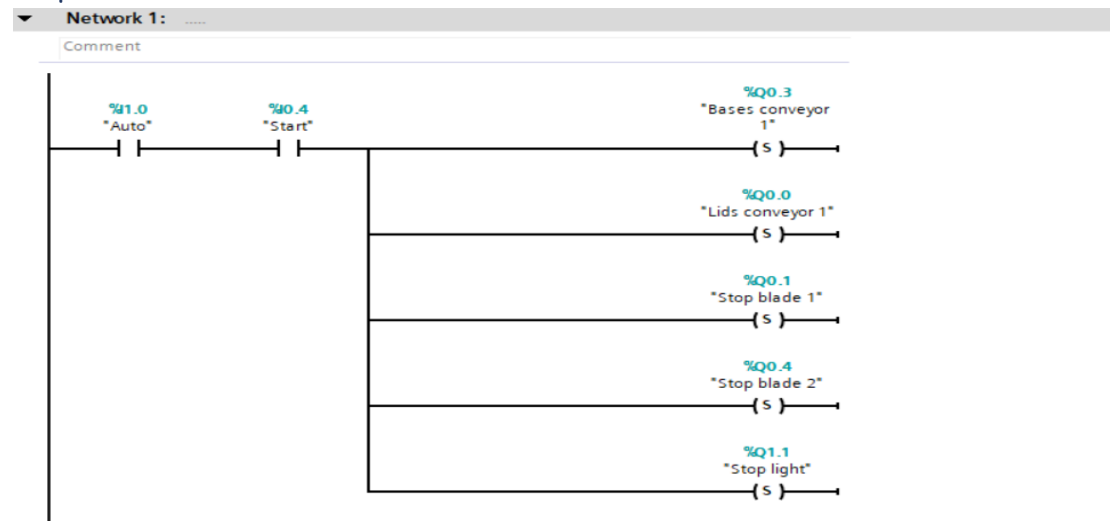 Network 1: .....
Comment
%I1.0
"Auto"
%I0.4
"Start"
%Q0.3
"Bases conveyor
1"
( S )
%Q0.0
"Lids conveyor 1"
( S )
%Q0.1
"Stop blade 1"
( S )
%Q0.4
"Stop blade 2"
( S )
%Q1.1
"Stop light"
( S )